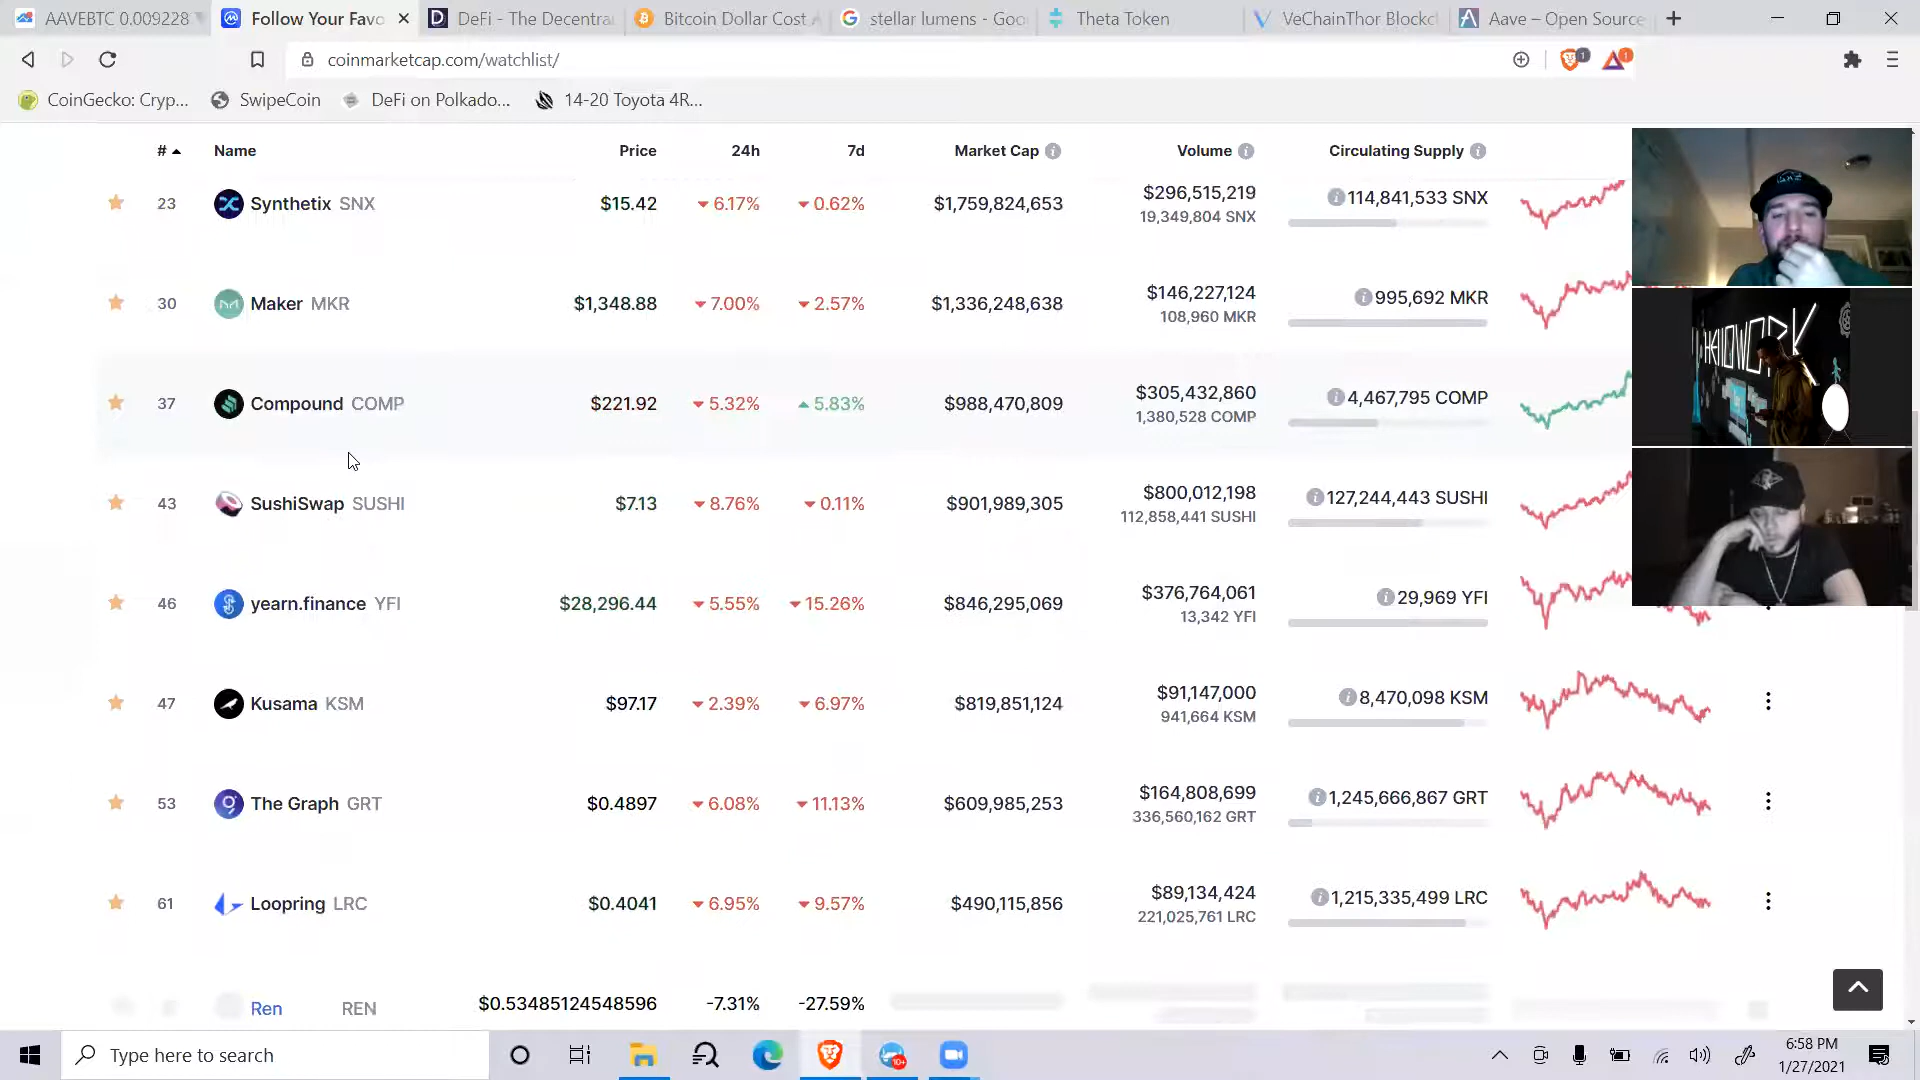 AAVEBTC 0.009228
Follow Your Favo
DeFi - The Decentra
Bitcoin Dollar Cost A
stellar lumens - Goo
Theta Token
VeChainThor Blockc
Aave – Open Source
coinmarketcap.com/watchlist/
1
1
CoinGecko: Cryp...
SwipeCoin
DeFi on Polkado...
14-20 Toyota 4R...
# Name Price 24h 7d Market Cap Volume Circulating Supply
23 Synthetix SNX $15.42 6.17% 0.62% $1,759,824,653 $296,515,219 114,841,533 SNX
19,349,804 SNX
30 Maker MKR $1,348.88 7.00% 2.57% $1,336,248,638 $146,227,124 995,692 MKR
108,960 MKR
HELLOWORK
37 Compound COMP $221.92 5.32% 5.83% $988,470,809 $305,432,860 4,467,795 COMP
1,380,528 COMP
43 SushiSwap SUSHI $7.13 8.76% 0.11% $901,989,305 $800,012,198 127,244,443 SUSHI
112,858,441 SUSHI
46 yearn.finance YFI $28,296.44 5.55% 15.26% $846,295,069 $376,764,061 29,969 YFI
13,342 YFI
47 Kusama KSM $97.17 2.39% 6.97% $819,851,124 $91,147,000 8,470,098 KSM
941,664 KSM
53 The Graph GRT $0.4897 6.08% 11.13% $609,985,253 $164,808,699 1,245,666,867 GRT
336,560,162 GRT
61 Loopring LRC $0.4041 6.95% 9.57% $490,115,856 $89,134,424 1,215,335,499 LRC
221,025,761 LRC
Ren REN $0.53485124548596 -7.31% -27.59%
Type here to search
10+
6:58 PM
1/27/2021